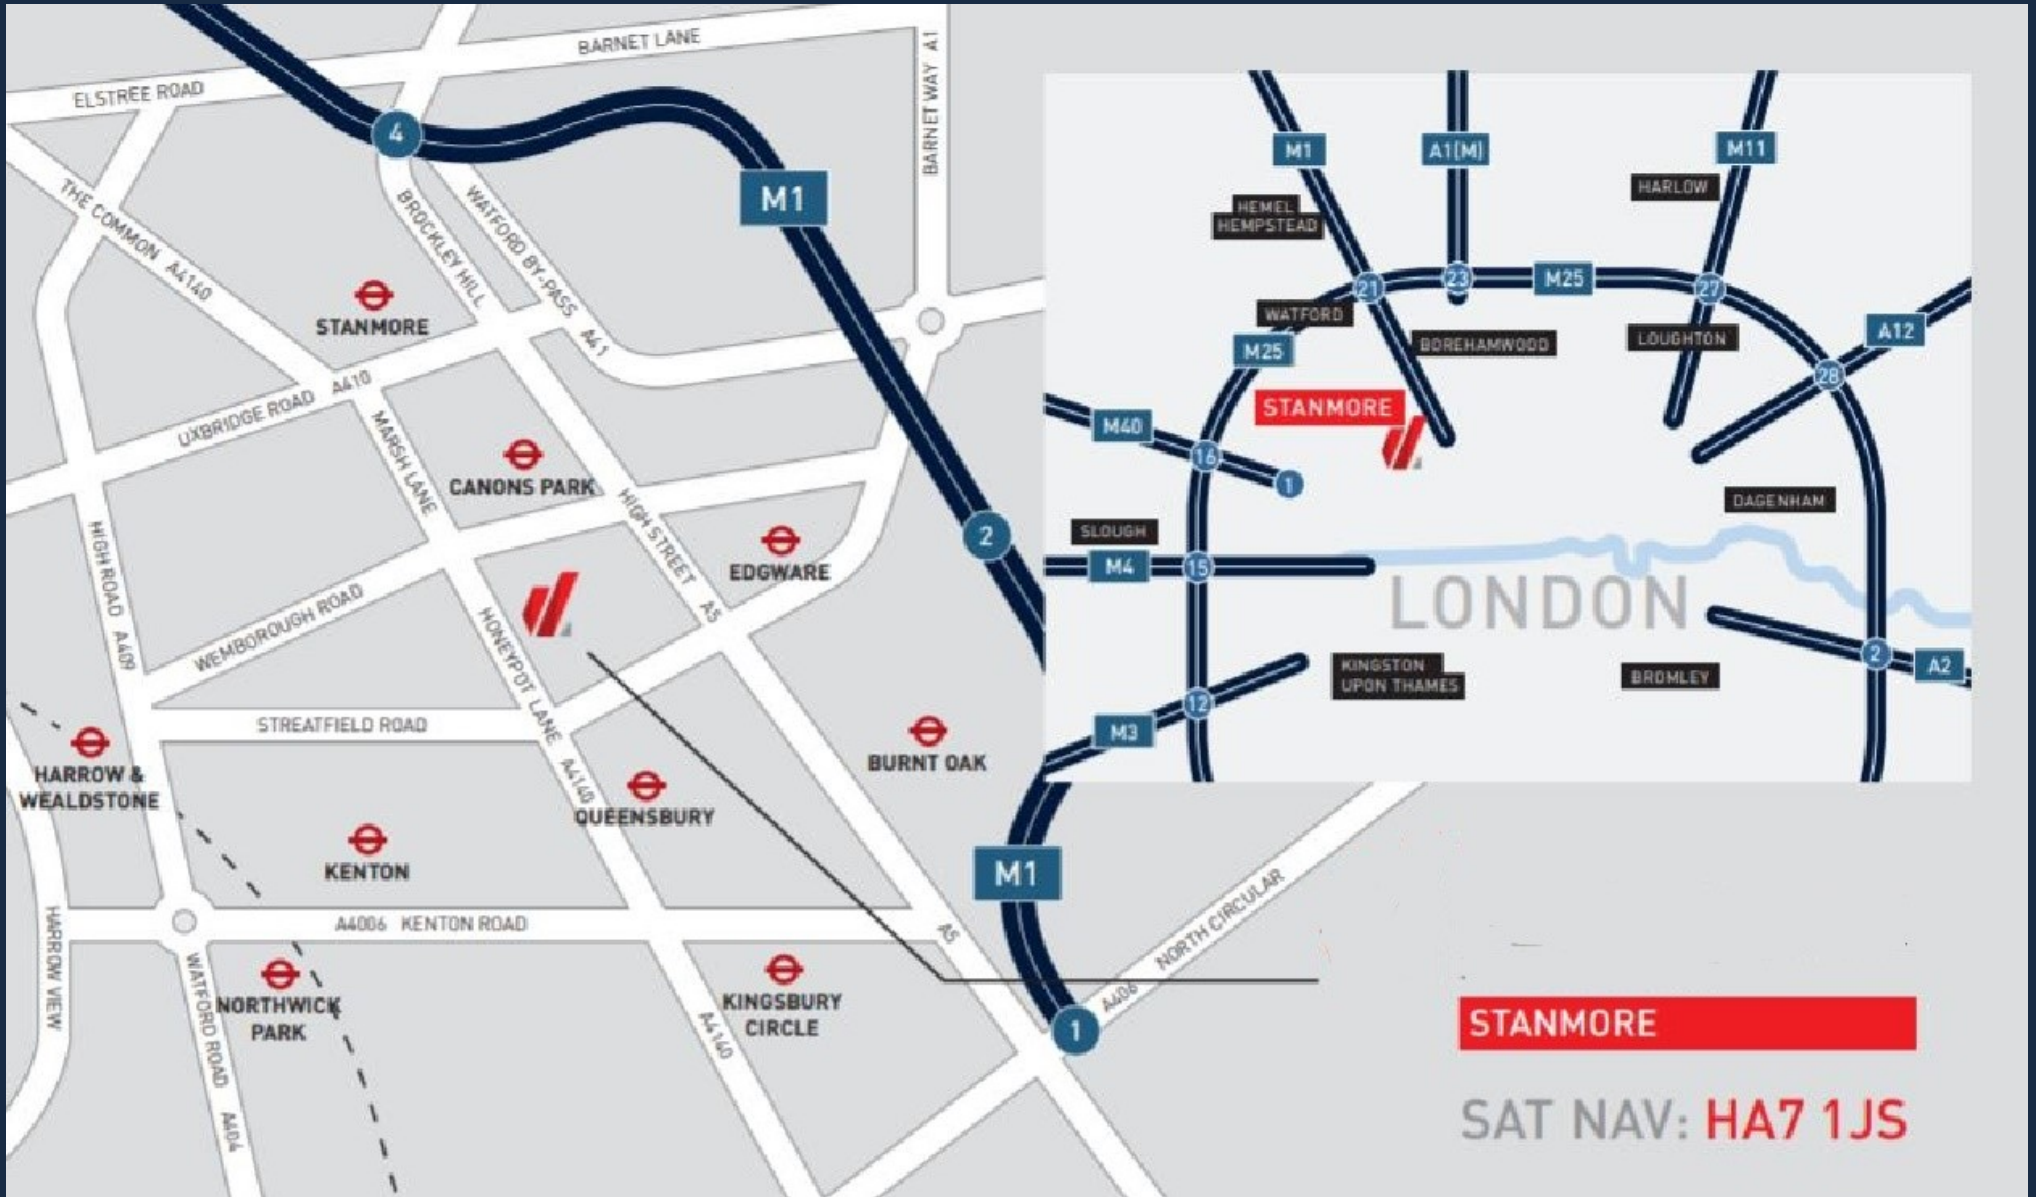 BARNET LANE
ELSTREE ROAD
BARNET WAY A1
4
THE COMMON A4140
BROCKLEY HILL
WATFORD BY-PASS A41
M1
STANMORE
UXBRIDGE ROAD A410
MARSH LANE
CANONS PARK
HIGH STREET A5
EDGWARE
2
HIGH ROAD A409
WEMBOROUGH ROAD
HONEYPOT LANE A4140
STREATFIELD ROAD
HARROW &
WEALDSTONE
BURNT OAK
QUEENSBURY
KENTON
M1
HARROW VIEW
A4006 KENTON ROAD
A5
NORTHWICK
PARK
WATFORD ROAD A404
KINGSBURY
CIRCLE
A4140
1
A406 NORTH CIRCULAR
M1
A1(M)
M11
HARLOW
HEMEL
HEMPSTEAD
21
23
M25
27
WATFORD
BOREHAMWOOD
LOUGHTON
A12
M25
28
STANMORE
M40
16
1
DAGENHAM
SLOUGH
M4
15
LONDON
KINGSTON
UPON THAMES
BROMLEY
2
A2
12
M3
STANMORE
SAT NAV: HA7 1JS